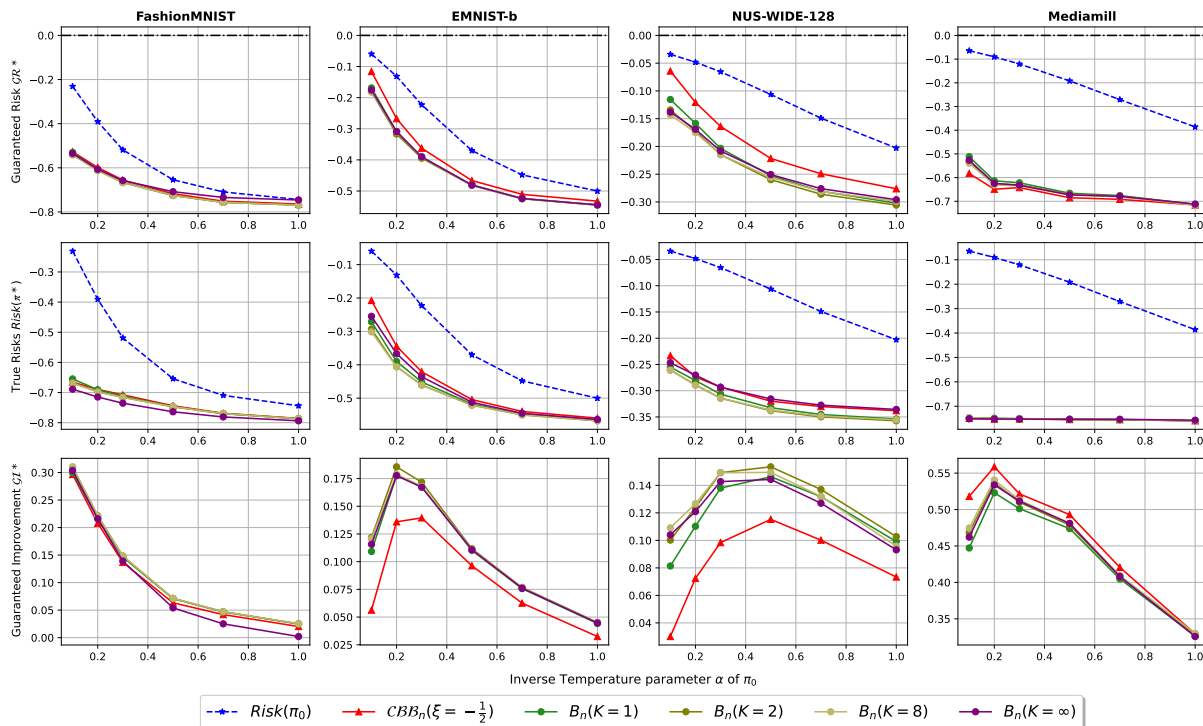 FashionMNIST EMNIST-b NUS-WIDE-128 Mediamill
Guaranteed Risk 𝒢ℛ*
0.0 −0.2 −0.4 −0.6 −0.8
0.0 −0.1 −0.2 −0.3 −0.4 −0.5
0.00 −0.05 −0.10 −0.15 −0.20 −0.25 −0.30
0.0 −0.1 −0.2 −0.3 −0.4 −0.5 −0.6 −0.7
True Risks Risk(π*)
−0.3 −0.4 −0.5 −0.6 −0.7 −0.8
−0.1 −0.2 −0.3 −0.4 −0.5
−0.05 −0.10 −0.15 −0.20 −0.25 −0.30 −0.35
−0.1 −0.2 −0.3 −0.4 −0.5 −0.6 −0.7
Guaranteed Improvement 𝒢ℐ*
0.30 0.25 0.20 0.15 0.10 0.05 0.00
0.175 0.150 0.125 0.100 0.075 0.050 0.025
0.14 0.12 0.10 0.08 0.06 0.04
0.55 0.50 0.45 0.40 0.35
0.2 0.4 0.6 0.8 1.0 0.2 0.4 0.6 0.8 1.0 0.2 0.4 0.6 0.8 1.0 0.2 0.4 0.6 0.8 1.0
Inverse Temperature parameter α of π₀
Risk(π₀) 𝒞ℬℬₙ(ξ = −1/2) Bₙ(K = 1) Bₙ(K = 2) Bₙ(K = 8) Bₙ(K = ∞)